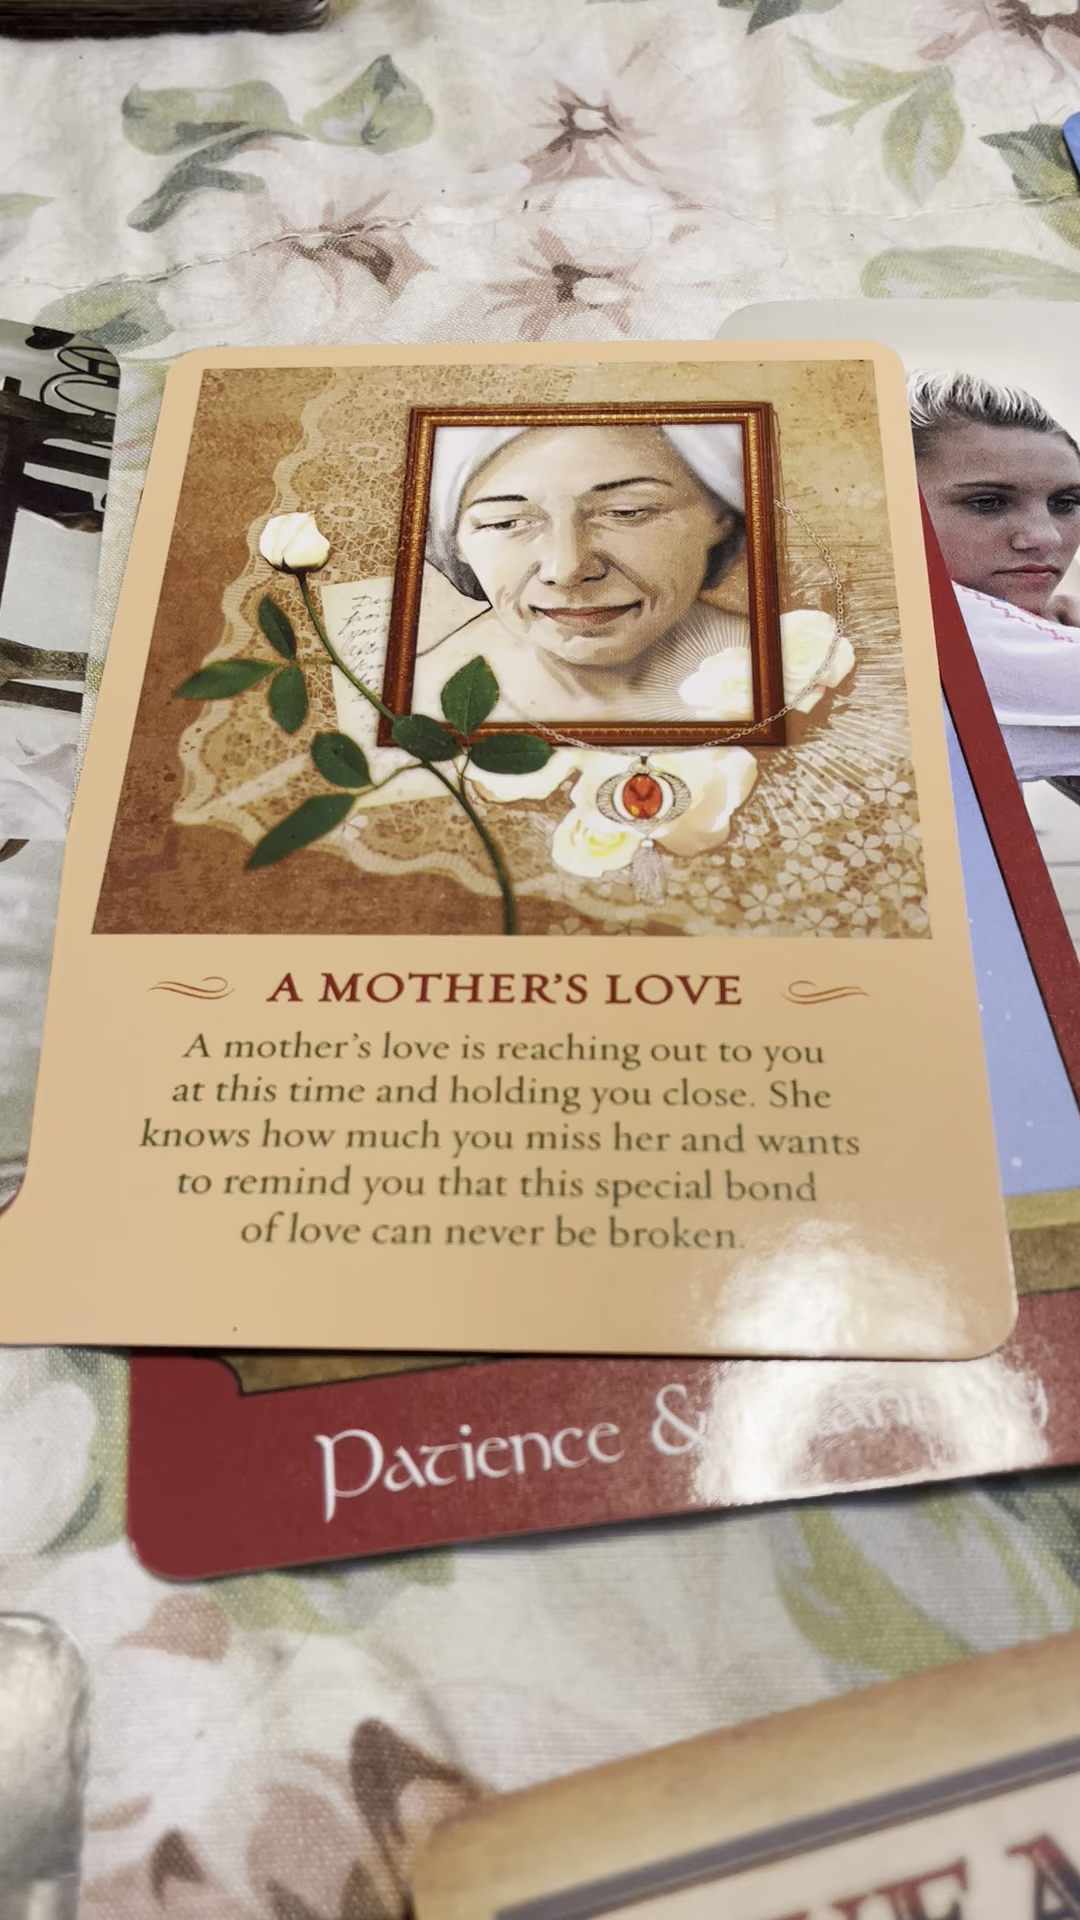 A MOTHER'S LOVE
A mother's love is reaching out to you
at this time and holding you close. She
knows how much you miss her and wants
to remind you that this special bond
of love can never be broken.
Patience &